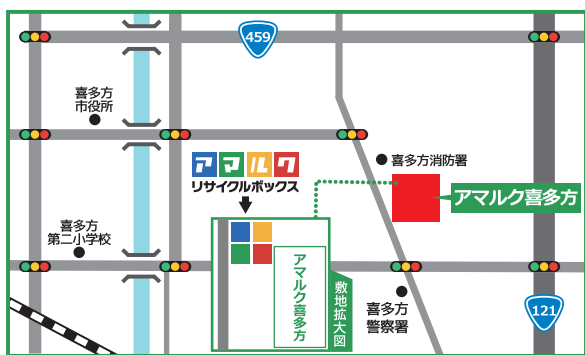 459
喜多方
市役所
喜多方消防署
アマルク
リサイクルボックス
アマルク喜多方
喜多方
第二小学校
アマルク喜多方
敷地拡大図
喜多方
警察署
121